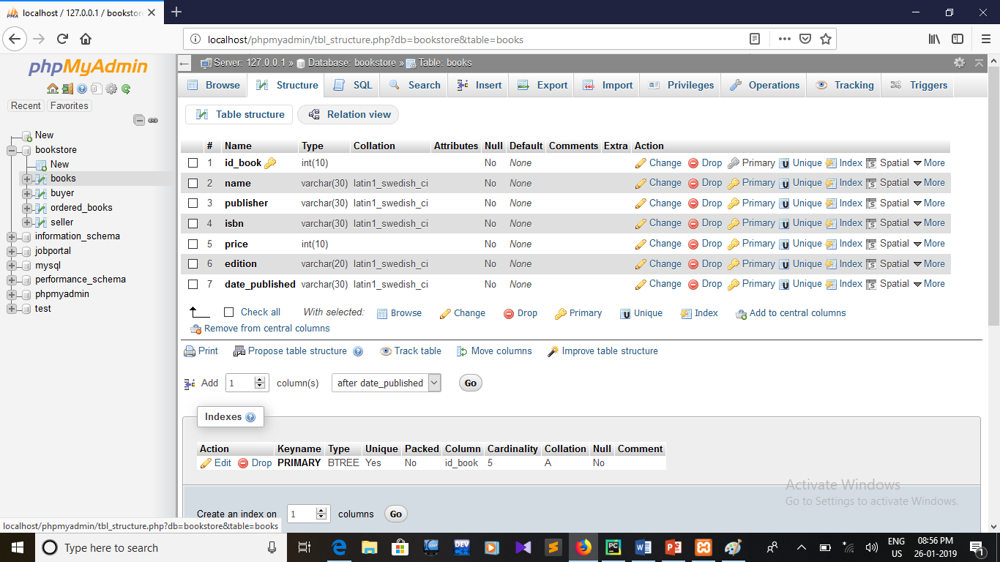 localhost / 127.0.0.1 / bookstor
localhost/phpmyadmin/tbl_structure.php?db=bookstore&table=books
phpMyAdmin
Recent Favorites
New
bookstore
New
books
buyer
ordered_books
seller
information_schema
jobportal
mysql
performance_schema
phpmyadmin
test
Server: 127.0.0.1 » Database: bookstore » Table: books
Browse Structure SQL Search Insert Export Import Privileges Operations Tracking Triggers
Table structure Relation view
# Name Type Collation Attributes Null Default Comments Extra Action
1 id_book int(10) No None Change Drop Primary Unique Index Spatial More
2 name varchar(30) latin1_swedish_ci No None Change Drop Primary Unique Index Spatial More
3 publisher varchar(30) latin1_swedish_ci No None Change Drop Primary Unique Index Spatial More
4 isbn varchar(30) latin1_swedish_ci No None Change Drop Primary Unique Index Spatial More
5 price int(10) No None Change Drop Primary Unique Index Spatial More
6 edition varchar(20) latin1_swedish_ci No None Change Drop Primary Unique Index Spatial More
7 date_published varchar(30) latin1_swedish_ci No None Change Drop Primary Unique Index Spatial More
Check all With selected: Browse Change Drop Primary Unique Index Add to central columns
Remove from central columns
Print Propose table structure Track table Move columns Improve table structure
Add 1 column(s) after date_published Go
Indexes
Action Keyname Type Unique Packed Column Cardinality Collation Null Comment
Edit Drop PRIMARY BTREE Yes No id_book 5 A No
Create an index on 1 columns Go
Activate Windows
Go to Settings to activate Windows.
localhost/phpmyadmin/tbl_structure.php?db=bookstore&table=books
Type here to search
ENG
US
08:56 PM
26-01-2019